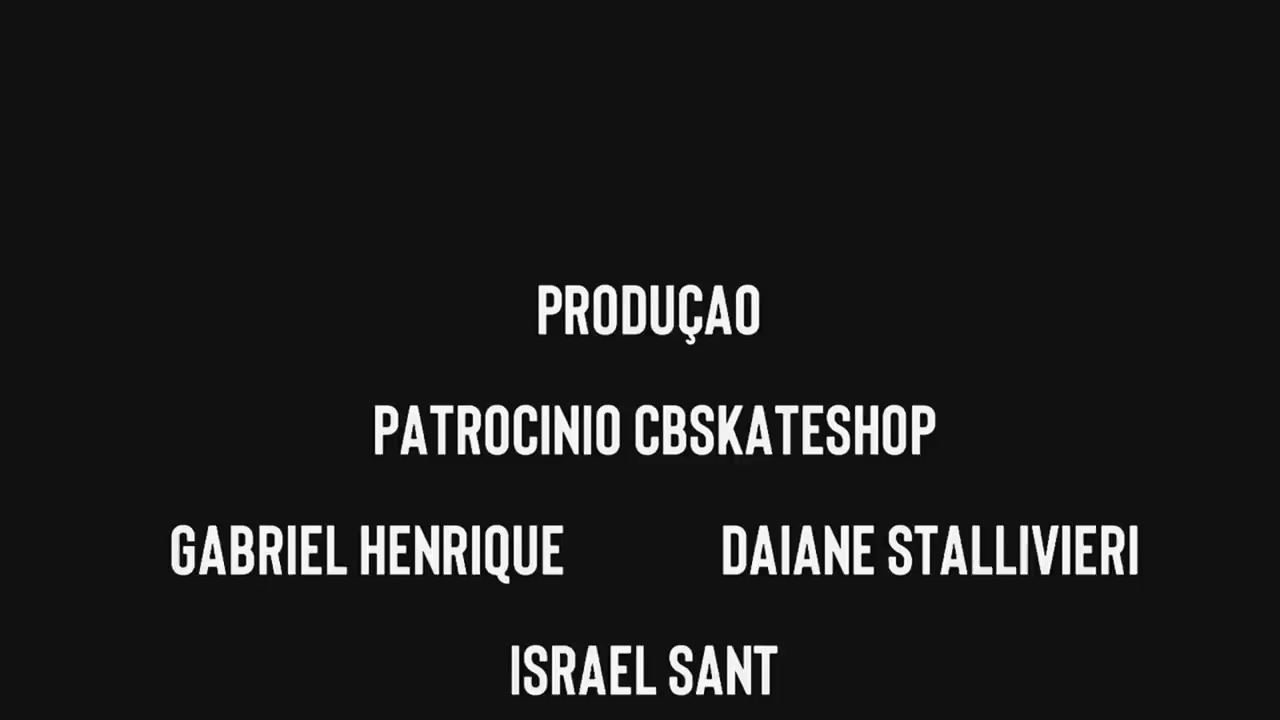 PRODUÇAO
PATROCINIO CBSKATESHOP
GABRIEL HENRIQUE DAIANE STALLIVIERI
ISRAEL SANT